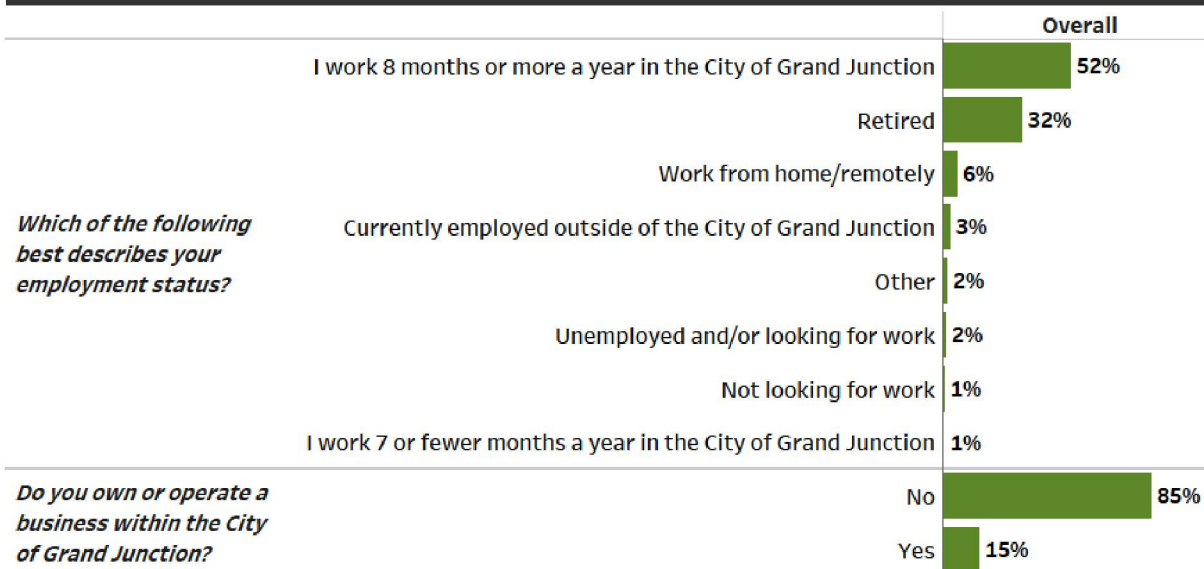 Overall
Which of the following
best describes your
employment status?
I work 8 months or more a year in the City of Grand Junction 52%
Retired 32%
Work from home/remotely 6%
Currently employed outside of the City of Grand Junction 3%
Other 2%
Unemployed and/or looking for work 2%
Not looking for work 1%
I work 7 or fewer months a year in the City of Grand Junction 1%
Do you own or operate a
business within the City
of Grand Junction?
No 85%
Yes 15%